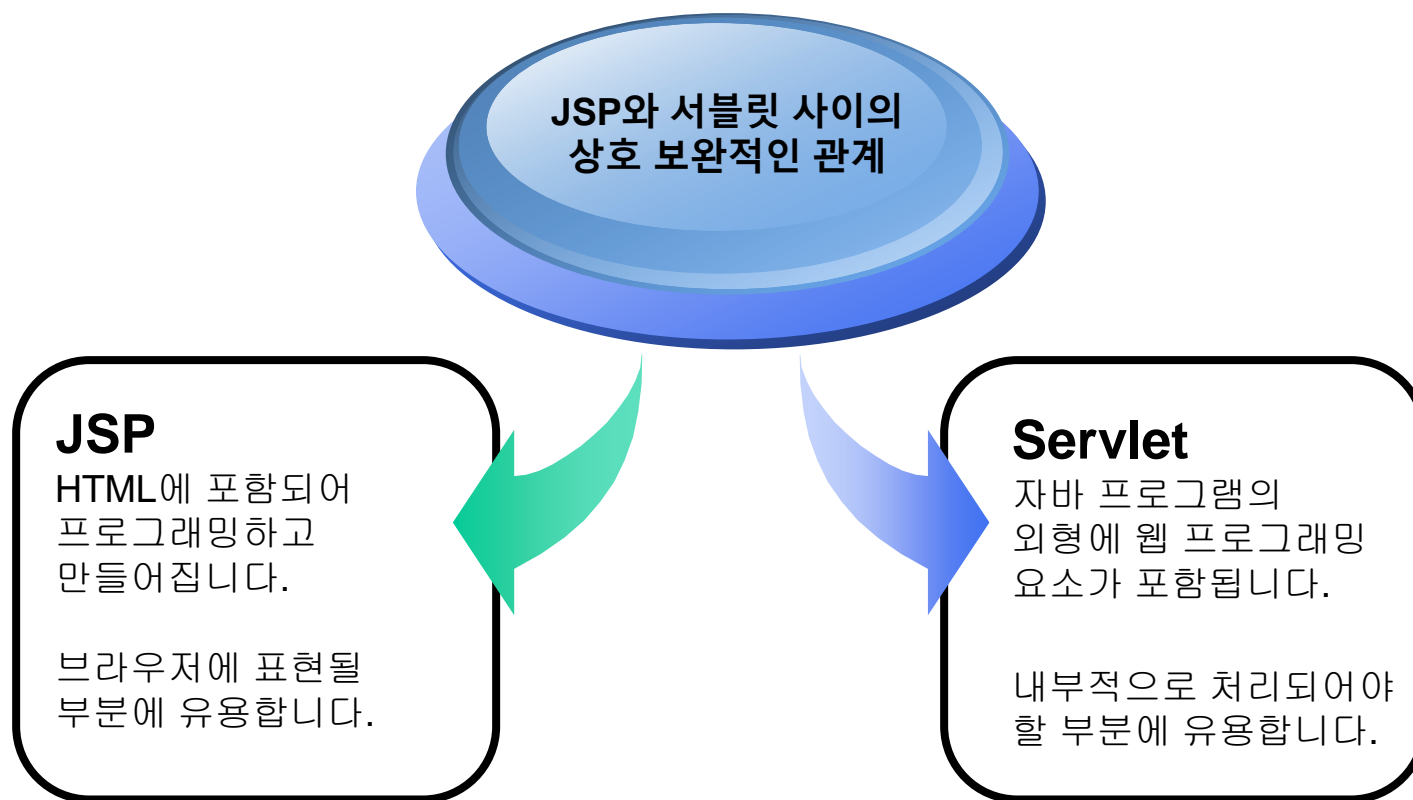 JSP와 서블릿 사이의
상호 보완적인 관계
JSP
HTML에 포함되어
프로그래밍하고
만들어집니다.
브라우저에 표현될
부분에 유용합니다.
Servlet
자바 프로그램의
외형에 웹 프로그래밍
요소가 포함됩니다.
내부적으로 처리되어야
할 부분에 유용합니다.